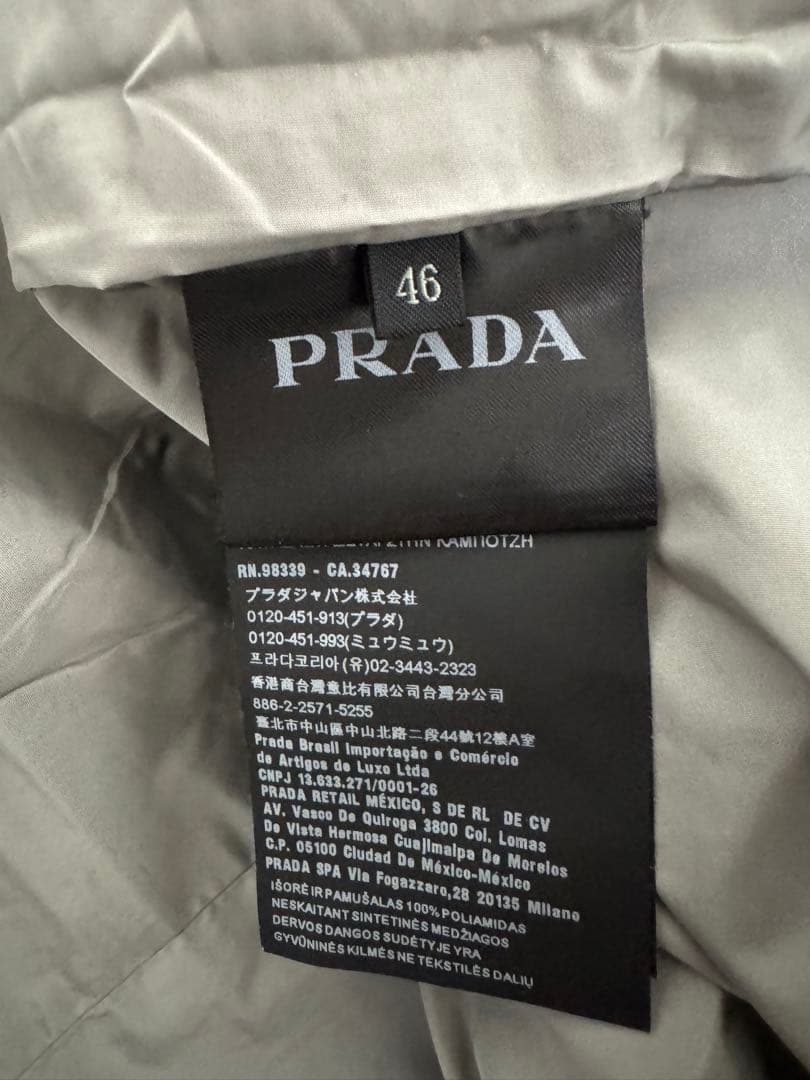 46
PRADA
ΚΑΜΠΟΤΖΗ
RN.98339 - CA.34767
プラダジャパン株式会社
0120-451-913(プラダ)
0120-451-993(ミュウミュウ)
프라다코리아(유)02-3443-2323
香港商台灣意比有限公司台灣分公司
886-2-2571-5255
臺北市中山區中山北路二段44號12樓A室
Prada Brasil Importação e Comércio
de Artigos de Luxo Ltda
CNPJ 13.633.271/0001-26
PRADA RETAIL MÉXICO, S DE RL DE CV
AV. Vasco De Quiroga 3800 Col. Lomas
De Vista Hermosa Cuajimalpa De Morelos
C.P. 05100 Ciudad De México-México
PRADA SPA Via Fogazzaro,28 20135 Milano
IŠORĖ IR PAMUŠALAS 100% POLIAMIDAS
NESKAITANT SINTETINĖS MEDŽIAGOS
DERVOS DANGOS SUDĖTYJE YRA
GYVŪNINĖS KILMĖS NE TEKSTILĖS DALIŲ